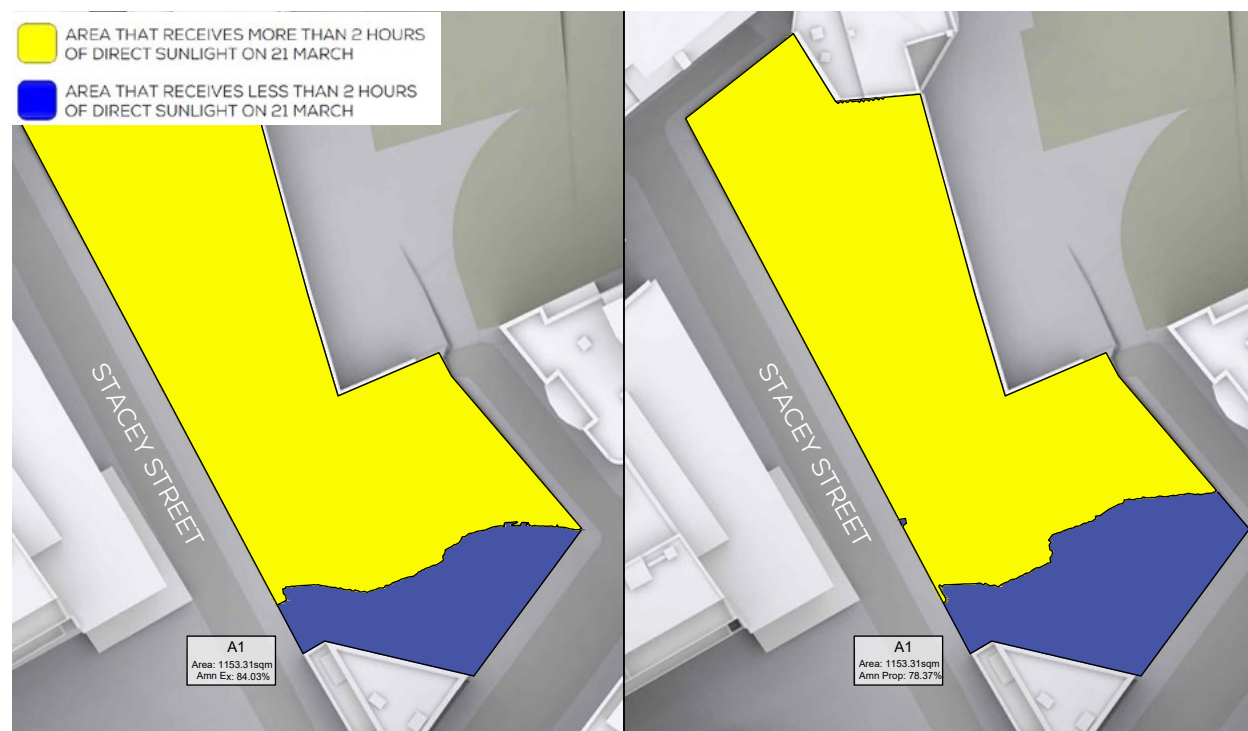 AREA THAT RECEIVES MORE THAN 2 HOURS
OF DIRECT SUNLIGHT ON 21 MARCH
AREA THAT RECEIVES LESS THAN 2 HOURS
OF DIRECT SUNLIGHT ON 21 MARCH
STACEY STREET
A1
Area: 1153.31sqm
Amn Ex: 84.03%
STACEY STREET
A1
Area: 1153.31sqm
Amn Prop: 78.37%